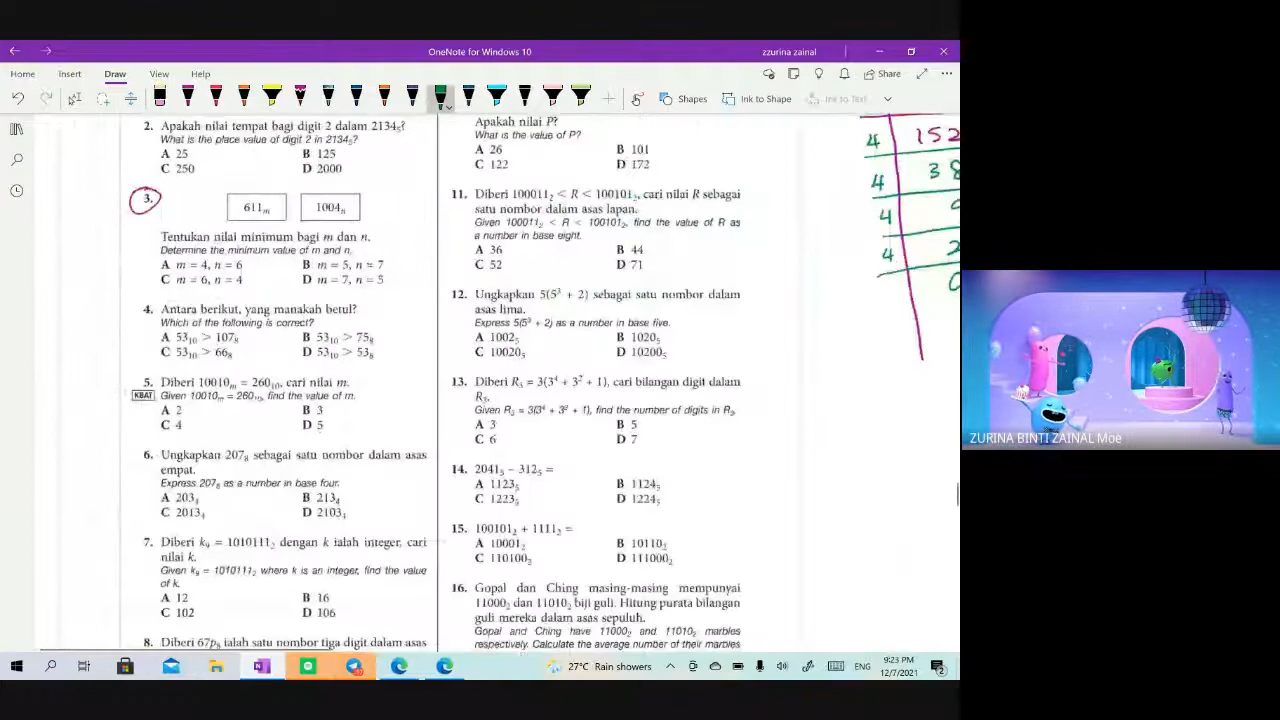 OneNote for Windows 10
zzurina zainal
Home Insert Draw View Help
Share
Shapes
Ink to Shape
Ink to Text
2. Apakah nilai tempat bagi digit 2 dalam 2134₅?
What is the place value of digit 2 in 2134₅?
A 25 B 125
C 250 D 2000
3.
611ₘ 1004ₙ
Tentukan nilai minimum bagi m dan n.
Determine the minimum value of m and n.
A m = 4, n = 6 B m = 5, n = 7
C m = 6, n = 4 D m = 7, n = 5
4. Antara berikut, yang manakah betul?
Which of the following is correct?
A 53₁₀ > 107₈ B 53₁₀ > 75₈
C 53₁₀ > 66₈ D 53₁₀ > 53₈
5. Diberi 10010ₘ = 260₁₀, cari nilai m.
KBAT Given 10010ₘ = 260₁₀, find the value of m.
A 2 B 3
C 4 D 5
6. Ungkapkan 207₈ sebagai satu nombor dalam asas
empat.
Express 207₈ as a number in base four.
A 203₄ B 213₄
C 2013₄ D 2103₄
7. Diberi k₉ = 1010111₂ dengan k ialah integer, cari
nilai k.
Given k₉ = 1010111₂ where k is an integer, find the value
of k.
A 12 B 16
C 102 D 106
8. Diberi 67p₈ ialah satu nombor tiga digit dalam asas
Apakah nilai P?
What is the value of P?
A 26 B 101
C 122 D 172
11. Diberi 100011₂ < R < 100101₂, cari nilai R sebagai
satu nombor dalam asas lapan.
Given 100011₂ < R < 100101₂, find the value of R as
a number in base eight.
A 36 B 44
C 52 D 71
12. Ungkapkan 5(5³ + 2) sebagai satu nombor dalam
asas lima.
Express 5(5³ + 2) as a number in base five.
A 1002₅ B 1020₅
C 10020₅ D 10200₅
13. Diberi R₃ = 3(3⁴ + 3² + 1), cari bilangan digit dalam
R₃.
Given R₃ = 3(3⁴ + 3² + 1), find the number of digits in R₃.
A 3 B 5
C 6 D 7
14. 2041₅ − 312₅ =
A 1123₅ B 1124₅
C 1223₅ D 1224₅
15. 100101₂ + 1111₂ =
A 10001₂ B 10110₂
C 110100₂ D 111000₂
16. Gopal dan Ching masing-masing mempunyai
11000₂ dan 11010₂ biji guli. Hitung purata bilangan
guli mereka dalam asas sepuluh.
Gopal and Ching have 11000₂ and 11010₂ marbles
respectively. Calculate the average number of their marbles
4 152
4 38
4
4 2
ZURINA BINTI ZAINAL Moe
27°C Rain showers
ENG
9:23 PM
12/7/2021
2